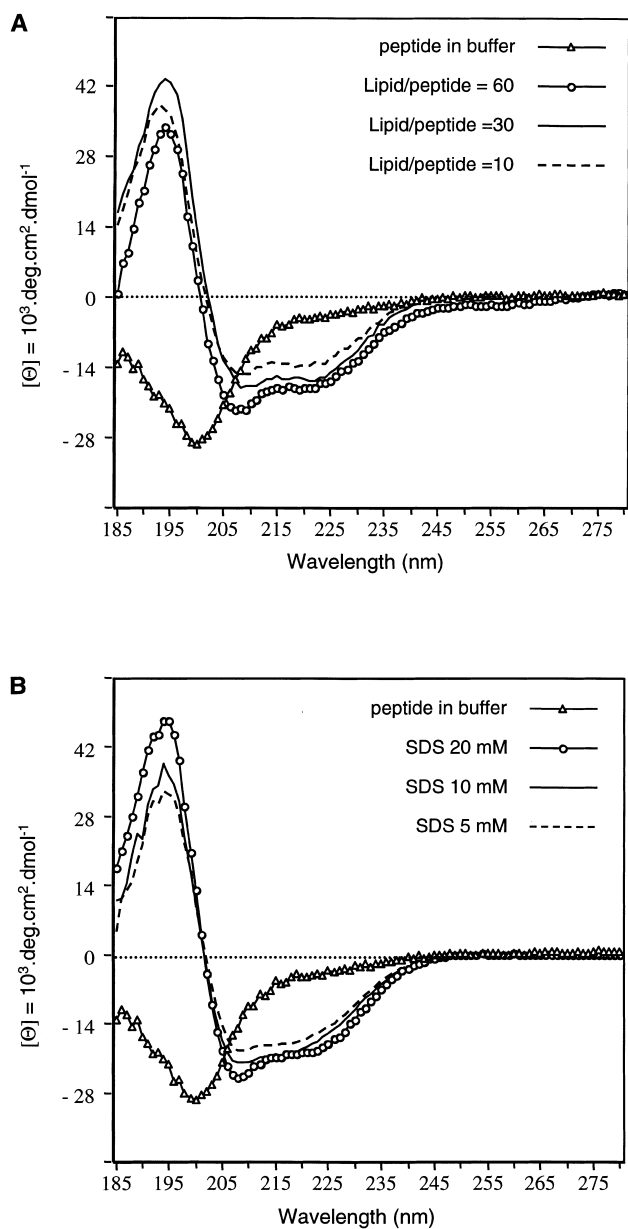 A
peptide in buffer
Lipid/peptide = 60
Lipid/peptide =30
Lipid/peptide =10
42
28
14
0
- 14
- 28
[Θ] = 10³.deg.cm².dmol⁻¹
185 195 205 215 225 235 245 255 265 275
Wavelength (nm)
B
peptide in buffer
SDS 20 mM
SDS 10 mM
SDS 5 mM
42
28
14
0
- 14
- 28
[Θ] = 10³.deg.cm².dmol⁻¹
185 195 205 215 225 235 245 255 265 275
Wavelength (nm)